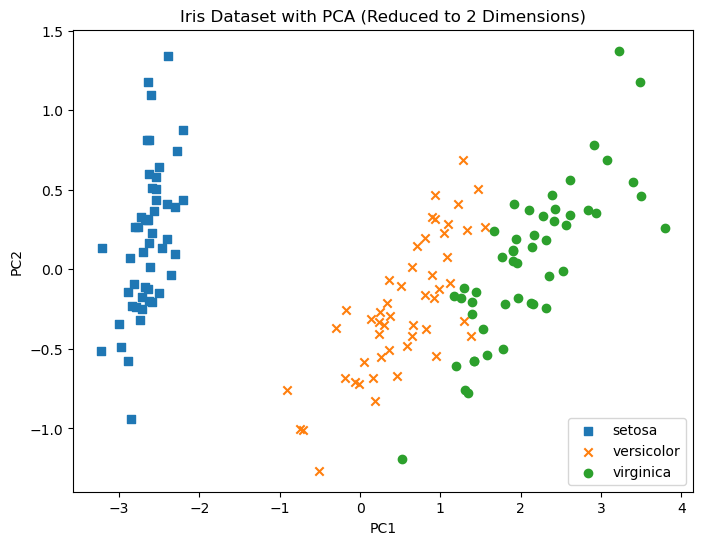 Iris Dataset with PCA (Reduced to 2 Dimensions)
1.5
1.0
0.5
0.0
−0.5
−1.0
PC2
−3
−2
−1
0
1
2
3
4
PC1
setosa
versicolor
virginica